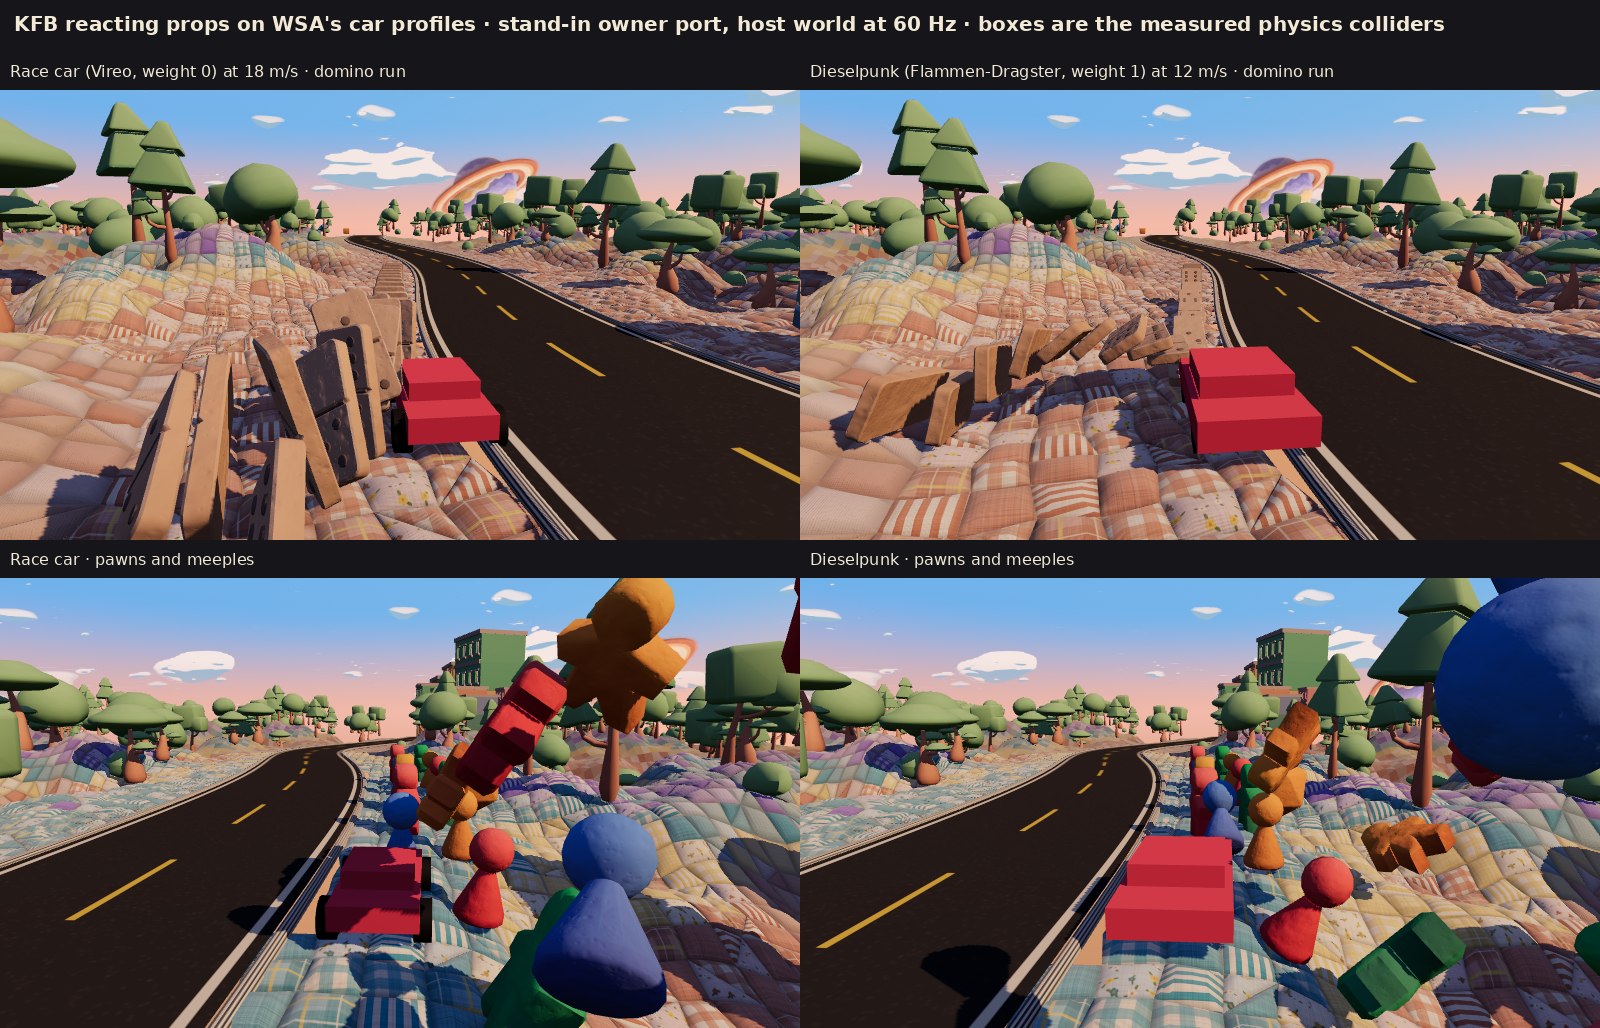 KFB reacting props on WSA's car profiles · stand-in owner port, host world at 60 Hz · boxes are the measured physics colliders
Race car (Vireo, weight 0) at 18 m/s · domino run
Dieselpunk (Flammen-Dragster, weight 1) at 12 m/s · domino run
Race car · pawns and meeples
Dieselpunk · pawns and meeples